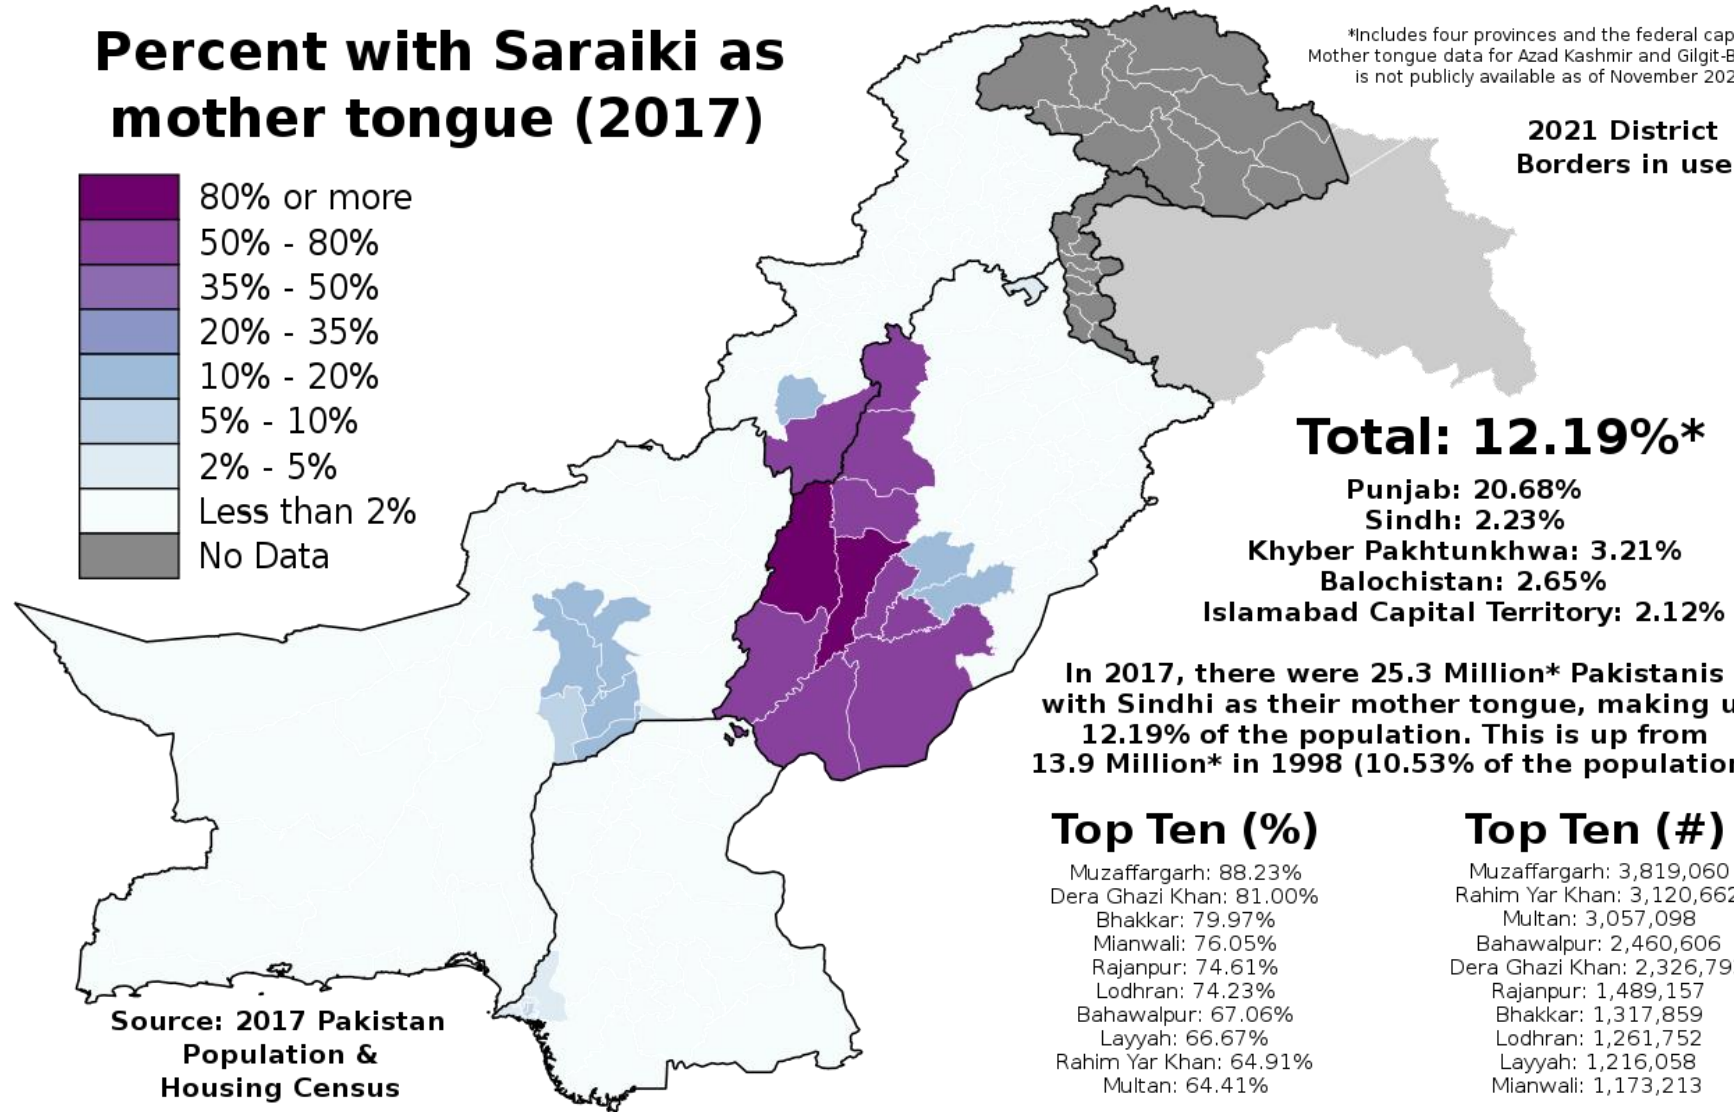 Percent with Saraiki as
mother tongue (2017)
80% or more
50% - 80%
35% - 50%
20% - 35%
10% - 20%
5% - 10%
2% - 5%
Less than 2%
No Data
*Includes four provinces and the federal cap
Mother tongue data for Azad Kashmir and Gilgit-B
is not publicly available as of November 202
2021 District
Borders in use
Total: 12.19%*
Punjab: 20.68%
Sindh: 2.23%
Khyber Pakhtunkhwa: 3.21%
Balochistan: 2.65%
Islamabad Capital Territory: 2.12%
In 2017, there were 25.3 Million* Pakistanis
with Sindhi as their mother tongue, making u
12.19% of the population. This is up from
13.9 Million* in 1998 (10.53% of the population
Top Ten (%)
Muzaffargarh: 88.23%
Dera Ghazi Khan: 81.00%
Bhakkar: 79.97%
Mianwali: 76.05%
Rajanpur: 74.61%
Lodhran: 74.23%
Bahawalpur: 67.06%
Layyah: 66.67%
Rahim Yar Khan: 64.91%
Multan: 64.41%
Top Ten (#)
Muzaffargarh: 3,819,060
Rahim Yar Khan: 3,120,662
Multan: 3,057,098
Bahawalpur: 2,460,606
Dera Ghazi Khan: 2,326,79
Rajanpur: 1,489,157
Bhakkar: 1,317,859
Lodhran: 1,261,752
Layyah: 1,216,058
Mianwali: 1,173,213
Source: 2017 Pakistan
Population &
Housing Census